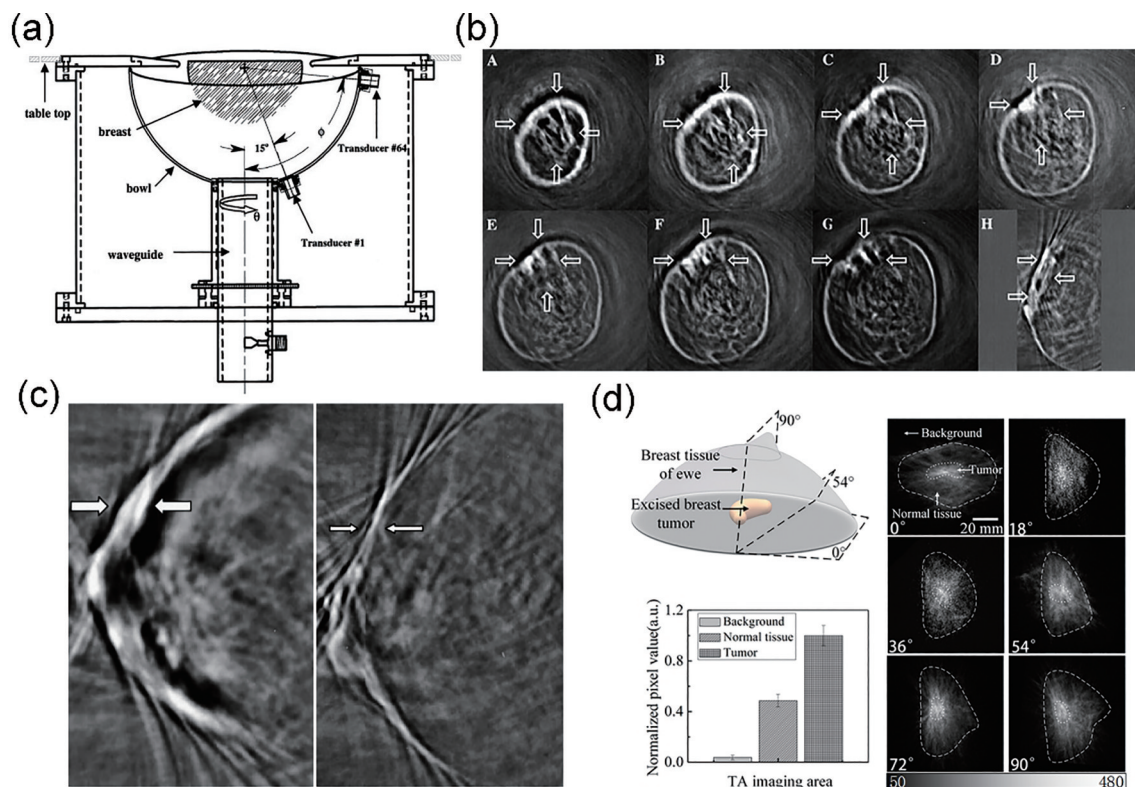 (a)
table top
breast
bowl
15°
ϕ
Transducer #64
θ
Transducer #1
waveguide
(b)
A
B
C
D
E
F
G
H
(c)
(d)
90°
Breast tissue
of ewe
54°
Excised breast
tumor
0°
Normalized pixel value(a.u.)
1.2
0.8
0.4
0.0
Background
Normal tissue
Tumor
TA imaging area
Background
Tumor
Normal tissue
20 mm
0°
18°
36°
54°
72°
90°
50
480